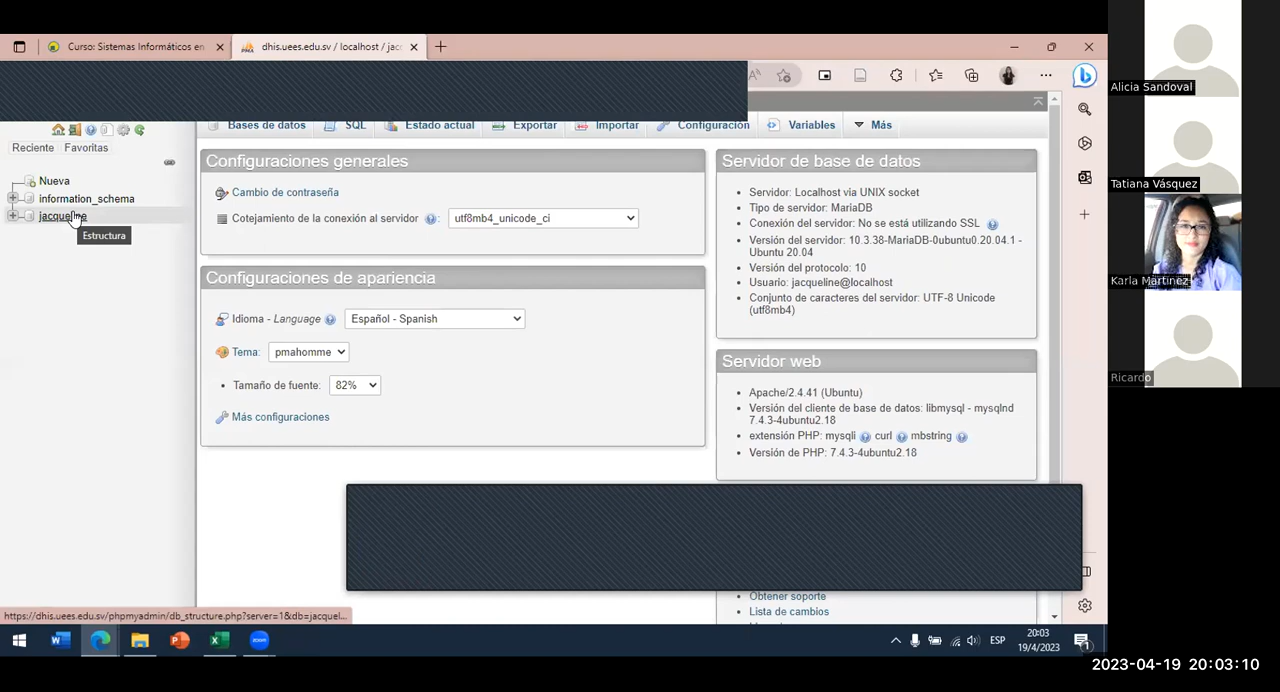 Curso: Sistemas Informáticos en
dhis.uees.edu.sv / localhost / jac
Alicia Sandoval
Bases de datos
SQL
Estado actual
Exportar
Importar
Configuración
Variables
Más
Reciente
Favoritas
Nueva
information_schema
jacqueline
Estructura
Configuraciones generales
Cambio de contraseña
Cotejamiento de la conexión al servidor
utf8mb4_unicode_ci
Configuraciones de apariencia
Idioma - Language
Español - Spanish
Tema:
pmahomme
Tamaño de fuente:
82%
Más configuraciones
Servidor de base de datos
Servidor: Localhost via UNIX socket
Tipo de servidor: MariaDB
Conexión del servidor: No se está utilizando SSL
Versión del servidor: 10.3.38-MariaDB-0ubuntu0.20.04.1 -
Ubuntu 20.04
Versión del protocolo: 10
Usuario: jacqueline@localhost
Conjunto de caracteres del servidor: UTF-8 Unicode
(utf8mb4)
Servidor web
Apache/2.4.41 (Ubuntu)
Versión del cliente de base de datos: libmysql - mysqlnd
7.4.3-4ubuntu2.18
extensión PHP: mysqli curl mbstring
Versión de PHP: 7.4.3-4ubuntu2.18
Obtener soporte
Lista de cambios
Tatiana Vásquez
Karla Martinez
Ricardo
https://dhis.uees.edu.sv/phpmyadmin/db_structure.php?server=1&db=jacquel...
ESP
20:03
19/4/2023
2023-04-19 20:03:10